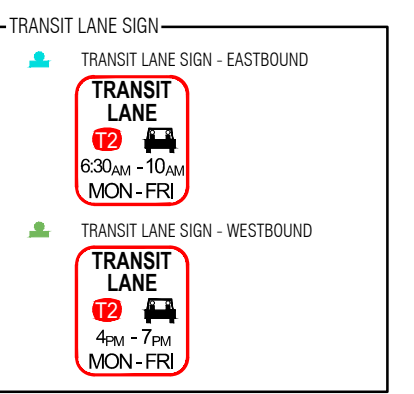 TRANSIT LANE SIGN
TRANSIT LANE SIGN - EASTBOUND
TRANSIT
LANE
T2
6:30AM - 10AM
MON - FRI
TRANSIT LANE SIGN - WESTBOUND
TRANSIT
LANE
T2
4PM - 7PM
MON - FRI